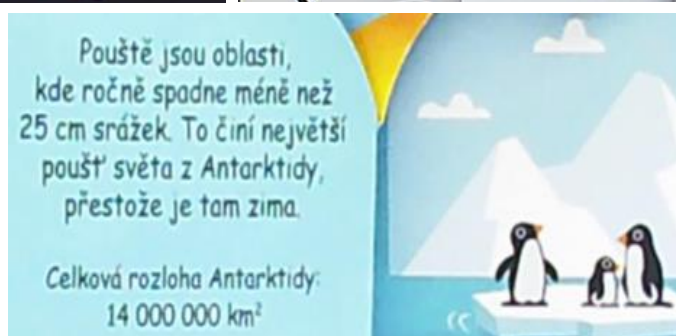 Pouště jsou oblasti,
kde ročně spadne méně než
25 cm srážek. To činí největší
poušť světa z Antarktidy,
přestože je tam zima.
Celková rozloha Antarktidy:
14 000 000 km²